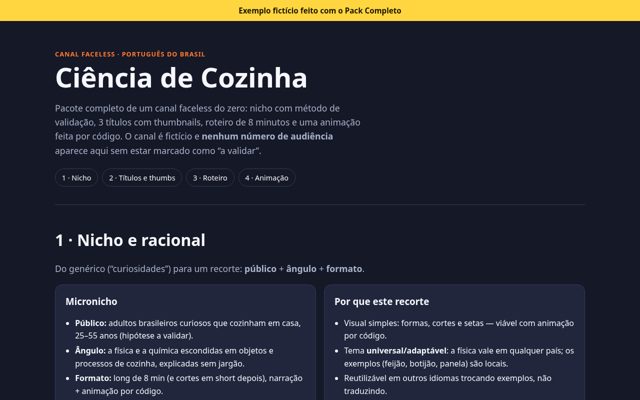 Exemplo fictício feito com o Pack Completo
CANAL FACELESS · PORTUGUÊS DO BRASIL
Ciência de Cozinha
Pacote completo de um canal faceless do zero: nicho com método de
validação, 3 títulos com thumbnails, roteiro de 8 minutos e uma animação
feita por código. O canal é fictício e nenhum número de audiência
aparece aqui sem estar marcado como “a validar”.
1 · Nicho
2 · Títulos e thumbs
3 · Roteiro
4 · Animação
1 · Nicho e racional
Do genérico (“curiosidades”) para um recorte: público + ângulo + formato.
Micronicho
• Público: adultos brasileiros curiosos que cozinham em casa,
25–55 anos (hipótese a validar).
• Ângulo: a física e a química escondidas em objetos e
processos de cozinha, explicadas sem jargão.
• Formato: long de 8 min (e cortes em short depois), narração
+ animação por código.
Por que este recorte
• Visual simples: formas, cortes e setas — viável com animação
por código.
• Tema universal/adaptável: a física vale em qualquer país; os
exemplos (feijão, botijão, panela) são locais.
• Reutilizável em outros idiomas trocando exemplos, não
traduzindo.